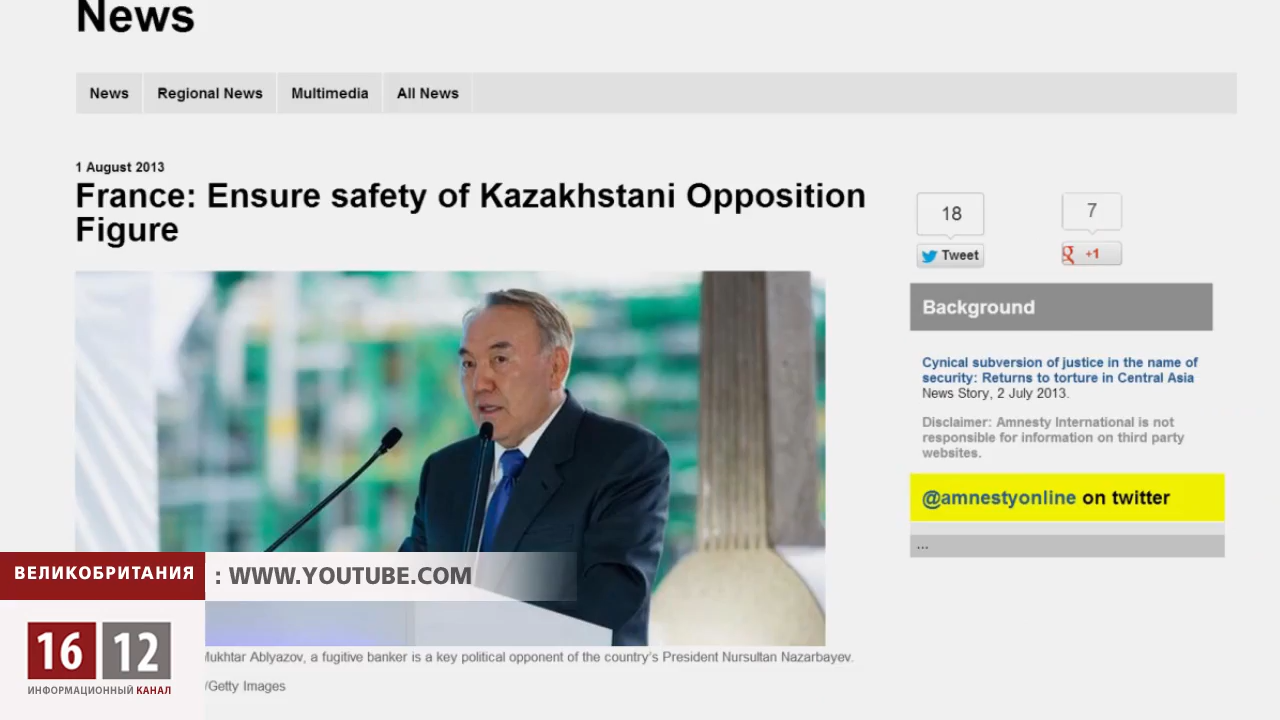 News
News
Regional News
Multimedia
All News
1 August 2013
France: Ensure safety of Kazakhstani Opposition
Figure
18
7
Tweet
+1
Background
Cynical subversion of justice in the name of
security: Returns to torture in Central Asia
News Story, 2 July 2013.
Disclaimer: Amnesty International is not
responsible for information on third party
websites.
@amnestyonline on twitter
...
ВЕЛИКОБРИТАНИЯ : WWW.YOUTUBE.COM
16 12
ИНФОРМАЦИОННЫЙ КАНАЛ
Mukhtar Ablyazov, a fugitive banker is a key political opponent of the country's President Nursultan Nazarbayev.
/Getty Images